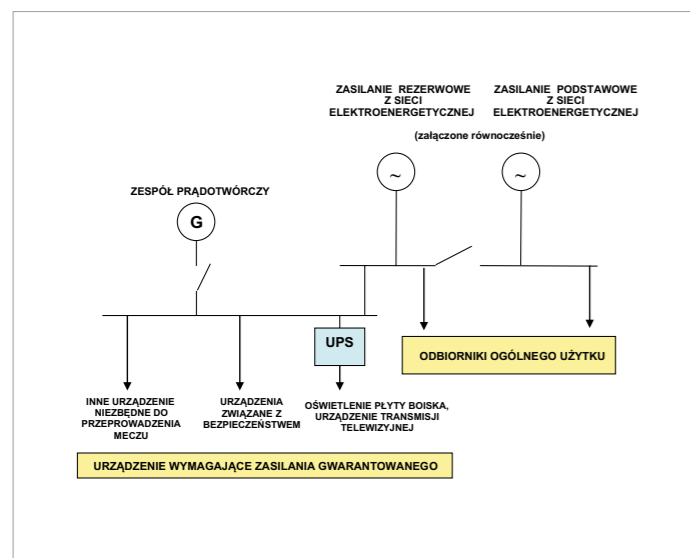 ZASILANIE REZERWOWE
Z SIECI
ELEKTROENERGETYCZNEJ
ZASILANIE PODSTAWOWE
Z SIECI
ELEKTROENERGETYCZNEJ
(załączone równocześnie)
~
~
ZESPÓŁ PRĄDOTWÓRCZY
G
UPS
ODBIORNIKI OGÓLNEGO UŻYTKU
INNE URZĄDZENIE
NIEZBĘDNE DO
PRZEPROWADZENIA
MECZU
URZĄDZENIA
ZWIĄZANE Z
BEZPIECZEŃSTWEM
OŚWIETLENIE PŁYTY BOISKA,
URZĄDZENIE TRANSMISJI
TELEWIZYJNEJ
URZĄDZENIE WYMAGAJĄCE ZASILANIA GWARANTOWANEGO